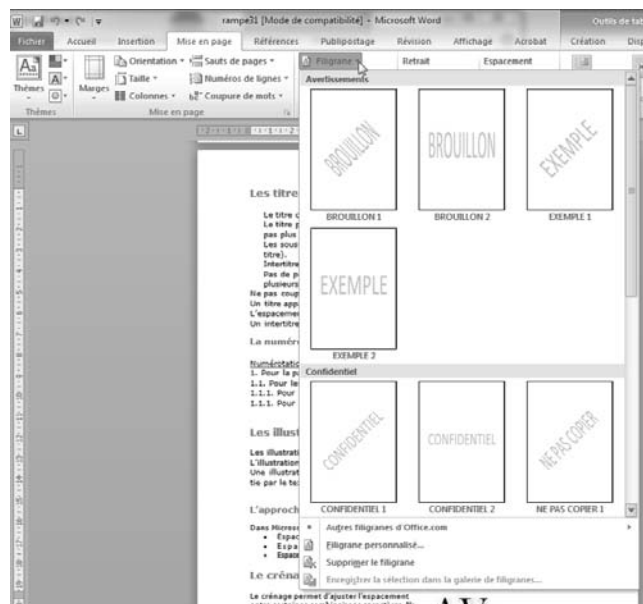 rampe31 [Mode de compatibilité] - Microsoft Word
Outils de tab
Fichier Accueil Insertion Mise en page Références Publipostage Révision Affichage Acrobat Création Disp
Thèmes
Marges
Orientation
Taille
Colonnes
Sauts de pages
Numéros de lignes
Coupure de mots
Filigrane
Retrait Espacement
Thèmes Mise en page
Avertissements
BROUILLON
BROUILLON
EXEMPLE
BROUILLON 1 BROUILLON 2 EXEMPLE 1
EXEMPLE
EXEMPLE 2
Confidentiel
CONFIDENTIEL
CONFIDENTIEL
NE PAS COPIER
CONFIDENTIEL 1 CONFIDENTIEL 2 NE PAS COPIER 1
Autres filigranes d'Office.com
Filigrane personnalisé...
Supprimer le filigrane
Enregistrer la sélection dans la galerie de filigranes...
Les titre
Le titre
Le titre p
pas plus
Les sous
titre).
Intertitre
Pas de p
plusieurs
Ne pas coup
Un titre app
L'espaceme
Un intertitre
La numér
Numérotatio
1. Pour la pa
1.1. Pour le
1.1.1. Pour
1.1.1. Pour
Les illust
Les illustrati
L'illustration
Une illustrat
tie par le te
L'approch
Dans Micros
• Espac
• Espa
• Espace
Le créna
Le crénage permet d'ajuster l'espacement